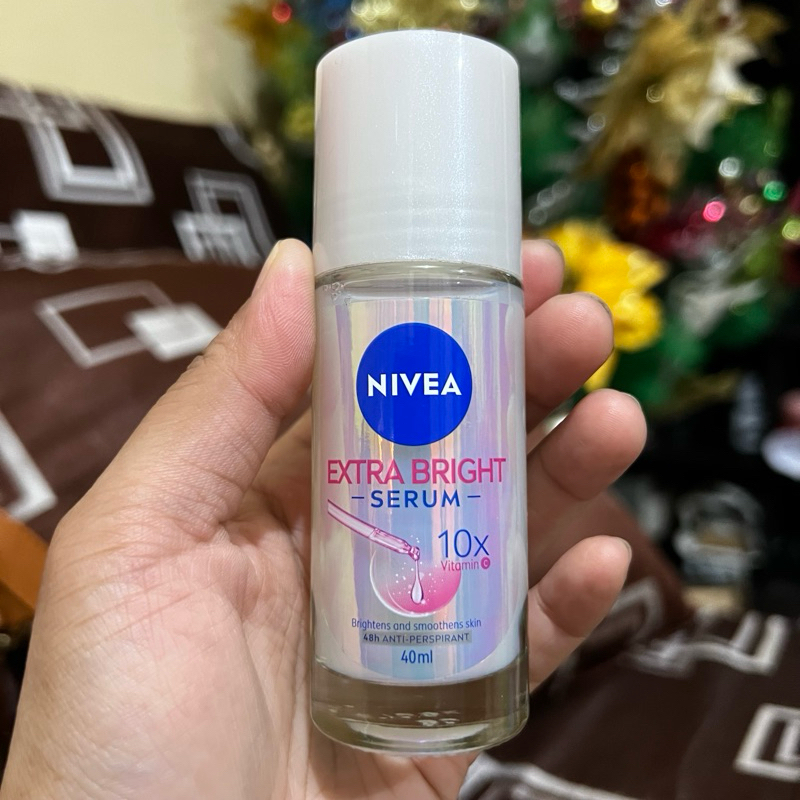 NIVEA
EXTRA BRIGHT
SERUM
10x
Vitamin C
Brightens and smoothens skin
48h ANTI-PERSPIRANT
40ml